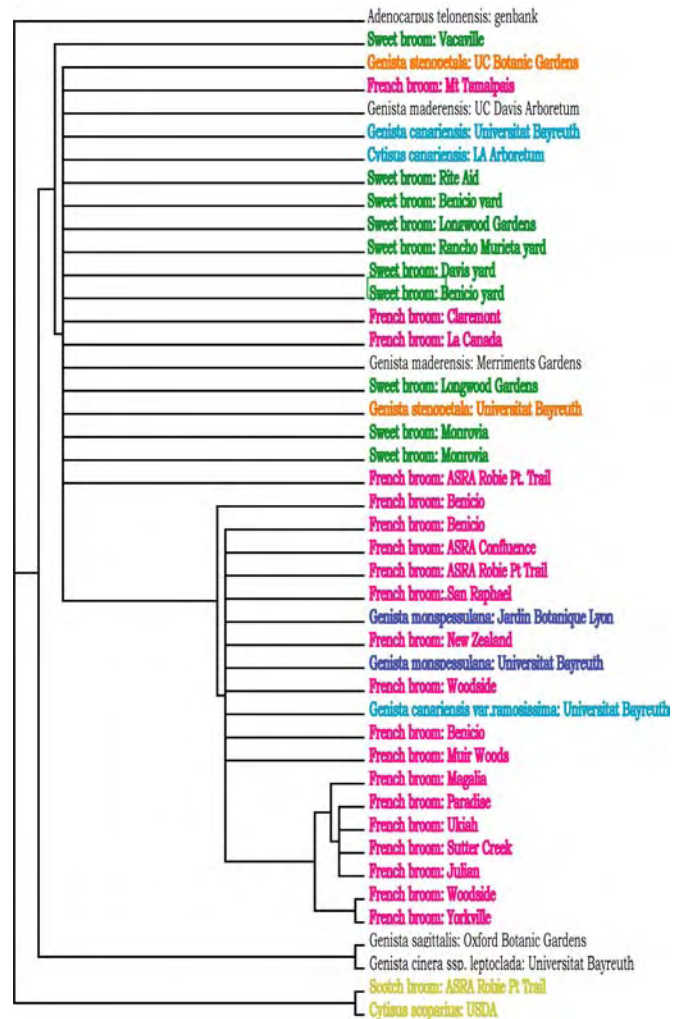 Adenocarpus telonensis: genbank
Sweet broom: Vacaville
Genista stenopetala: UC Botanic Gardens
French broom: Mt Tamalpais
Genista maderensis: UC Davis Arboretum
Genista canariensis: Universitat Bayreuth
Cytisus canariensis: LA Arboretum
Sweet broom: Rite Aid
Sweet broom: Benicio yard
Sweet broom: Longwood Gardens
Sweet broom: Rancho Murieta yard
Sweet broom: Davis yard
Sweet broom: Benicio yard
French broom: Claremont
French broom: La Canada
Genista maderensis: Merriments Gardens
Sweet broom: Longwood Gardens
Genista stenopetala: Universitat Bayreuth
Sweet broom: Monrovia
Sweet broom: Monrovia
French broom: ASRA Robie Pt. Trail
French broom: Benicio
French broom: Benicio
French broom: ASRA Confluence
French broom: ASRA Robie Pt Trail
French broom:.San Raphael
Genista monspessulana: Jardin Botanique Lyon
French broom: New Zealand
Genista monspessulana: Universitat Bayreuth
French broom: Woodside
Genista canariensis var.ramosissima: Universitat Bayreuth
French broom: Benicio
French broom: Muir Woods
French broom: Magalia
French broom: Paradise
French broom: Ukiah
French broom: Sutter Creek
French broom: Julian
French broom: Woodside
French broom: Yorkville
Genista sagittalis: Oxford Botanic Gardens
Genista cinera ssp. leptoclada: Universitat Bayreuth
Scotch broom: ASRA Robie Pt Trail
Cytisus scoparius: USDA